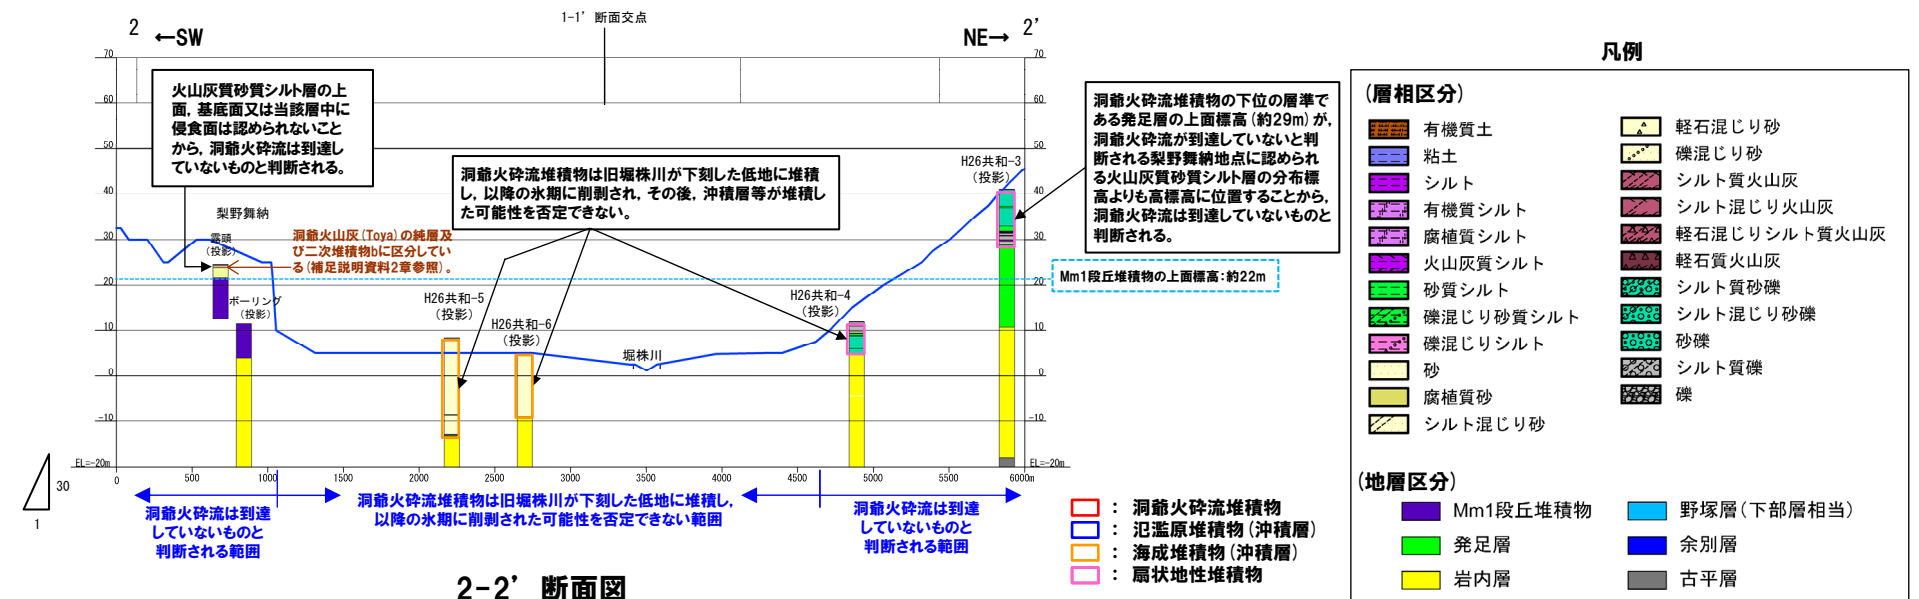 1-1’断面交点
2
←SW
NE→
2’
70
60
50
40
30
20
10
0
-10
EL=-20m
70
60
50
40
30
20
10
0
-10
EL=-20m
火山灰質砂質シルト層の上
面，基底面又は当該層中に
侵食面は認められないこと
から，洞爺火砕流は到達し
ていないものと判断される。
洞爺火砕流堆積物は旧堀株川が下刻した低地に堆積
し，以降の氷期に削剥され，その後，沖積層等が堆積し
た可能性を否定できない。
洞爺火砕流堆積物の下位の層準で
ある発足層の上面標高(約29m)が，
洞爺火砕流が到達していないと判
断される梨野舞納地点に認められ
る火山灰質砂質シルト層の分布標
高よりも高標高に位置することから，
洞爺火砕流は到達していないものと
判断される。
梨野舞納
露頭
(投影)
洞爺火山灰(Toya)の純層及
び二次堆積物bに区分してい
る(補足説明資料2章参照)。
ボーリング
(投影)
H26共和-5
(投影)
H26共和-6
(投影)
堀株川
H26共和-4
(投影)
H26共和-3
(投影)
Mm1段丘堆積物の上面標高：約22m
0
500
1000
1500
2000
2500
3000
3500
4000
4500
5000
5500
6000m
30
1
洞爺火砕流は到達
していないものと
判断される範囲
洞爺火砕流堆積物は旧堀株川が下刻した低地に堆積し，
以降の氷期に削剥された可能性を否定できない範囲
洞爺火砕流は到達
していないものと
判断される範囲
2-2’断面図
：洞爺火砕流堆積物
：氾濫原堆積物(沖積層)
：海成堆積物(沖積層)
：扇状地性堆積物
凡例
(層相区分)
有機質土
粘土
シルト
有機質シルト
腐植質シルト
火山灰質シルト
砂質シルト
礫混じり砂質シルト
礫混じりシルト
砂
腐植質砂
シルト混じり砂
軽石混じり砂
礫混じり砂
シルト質火山灰
シルト混じり火山灰
軽石混じりシルト質火山灰
軽石質火山灰
シルト質砂礫
シルト混じり砂礫
砂礫
シルト質礫
礫
(地層区分)
Mm1段丘堆積物
発足層
岩内層
野塚層(下部層相当)
余別層
古平層